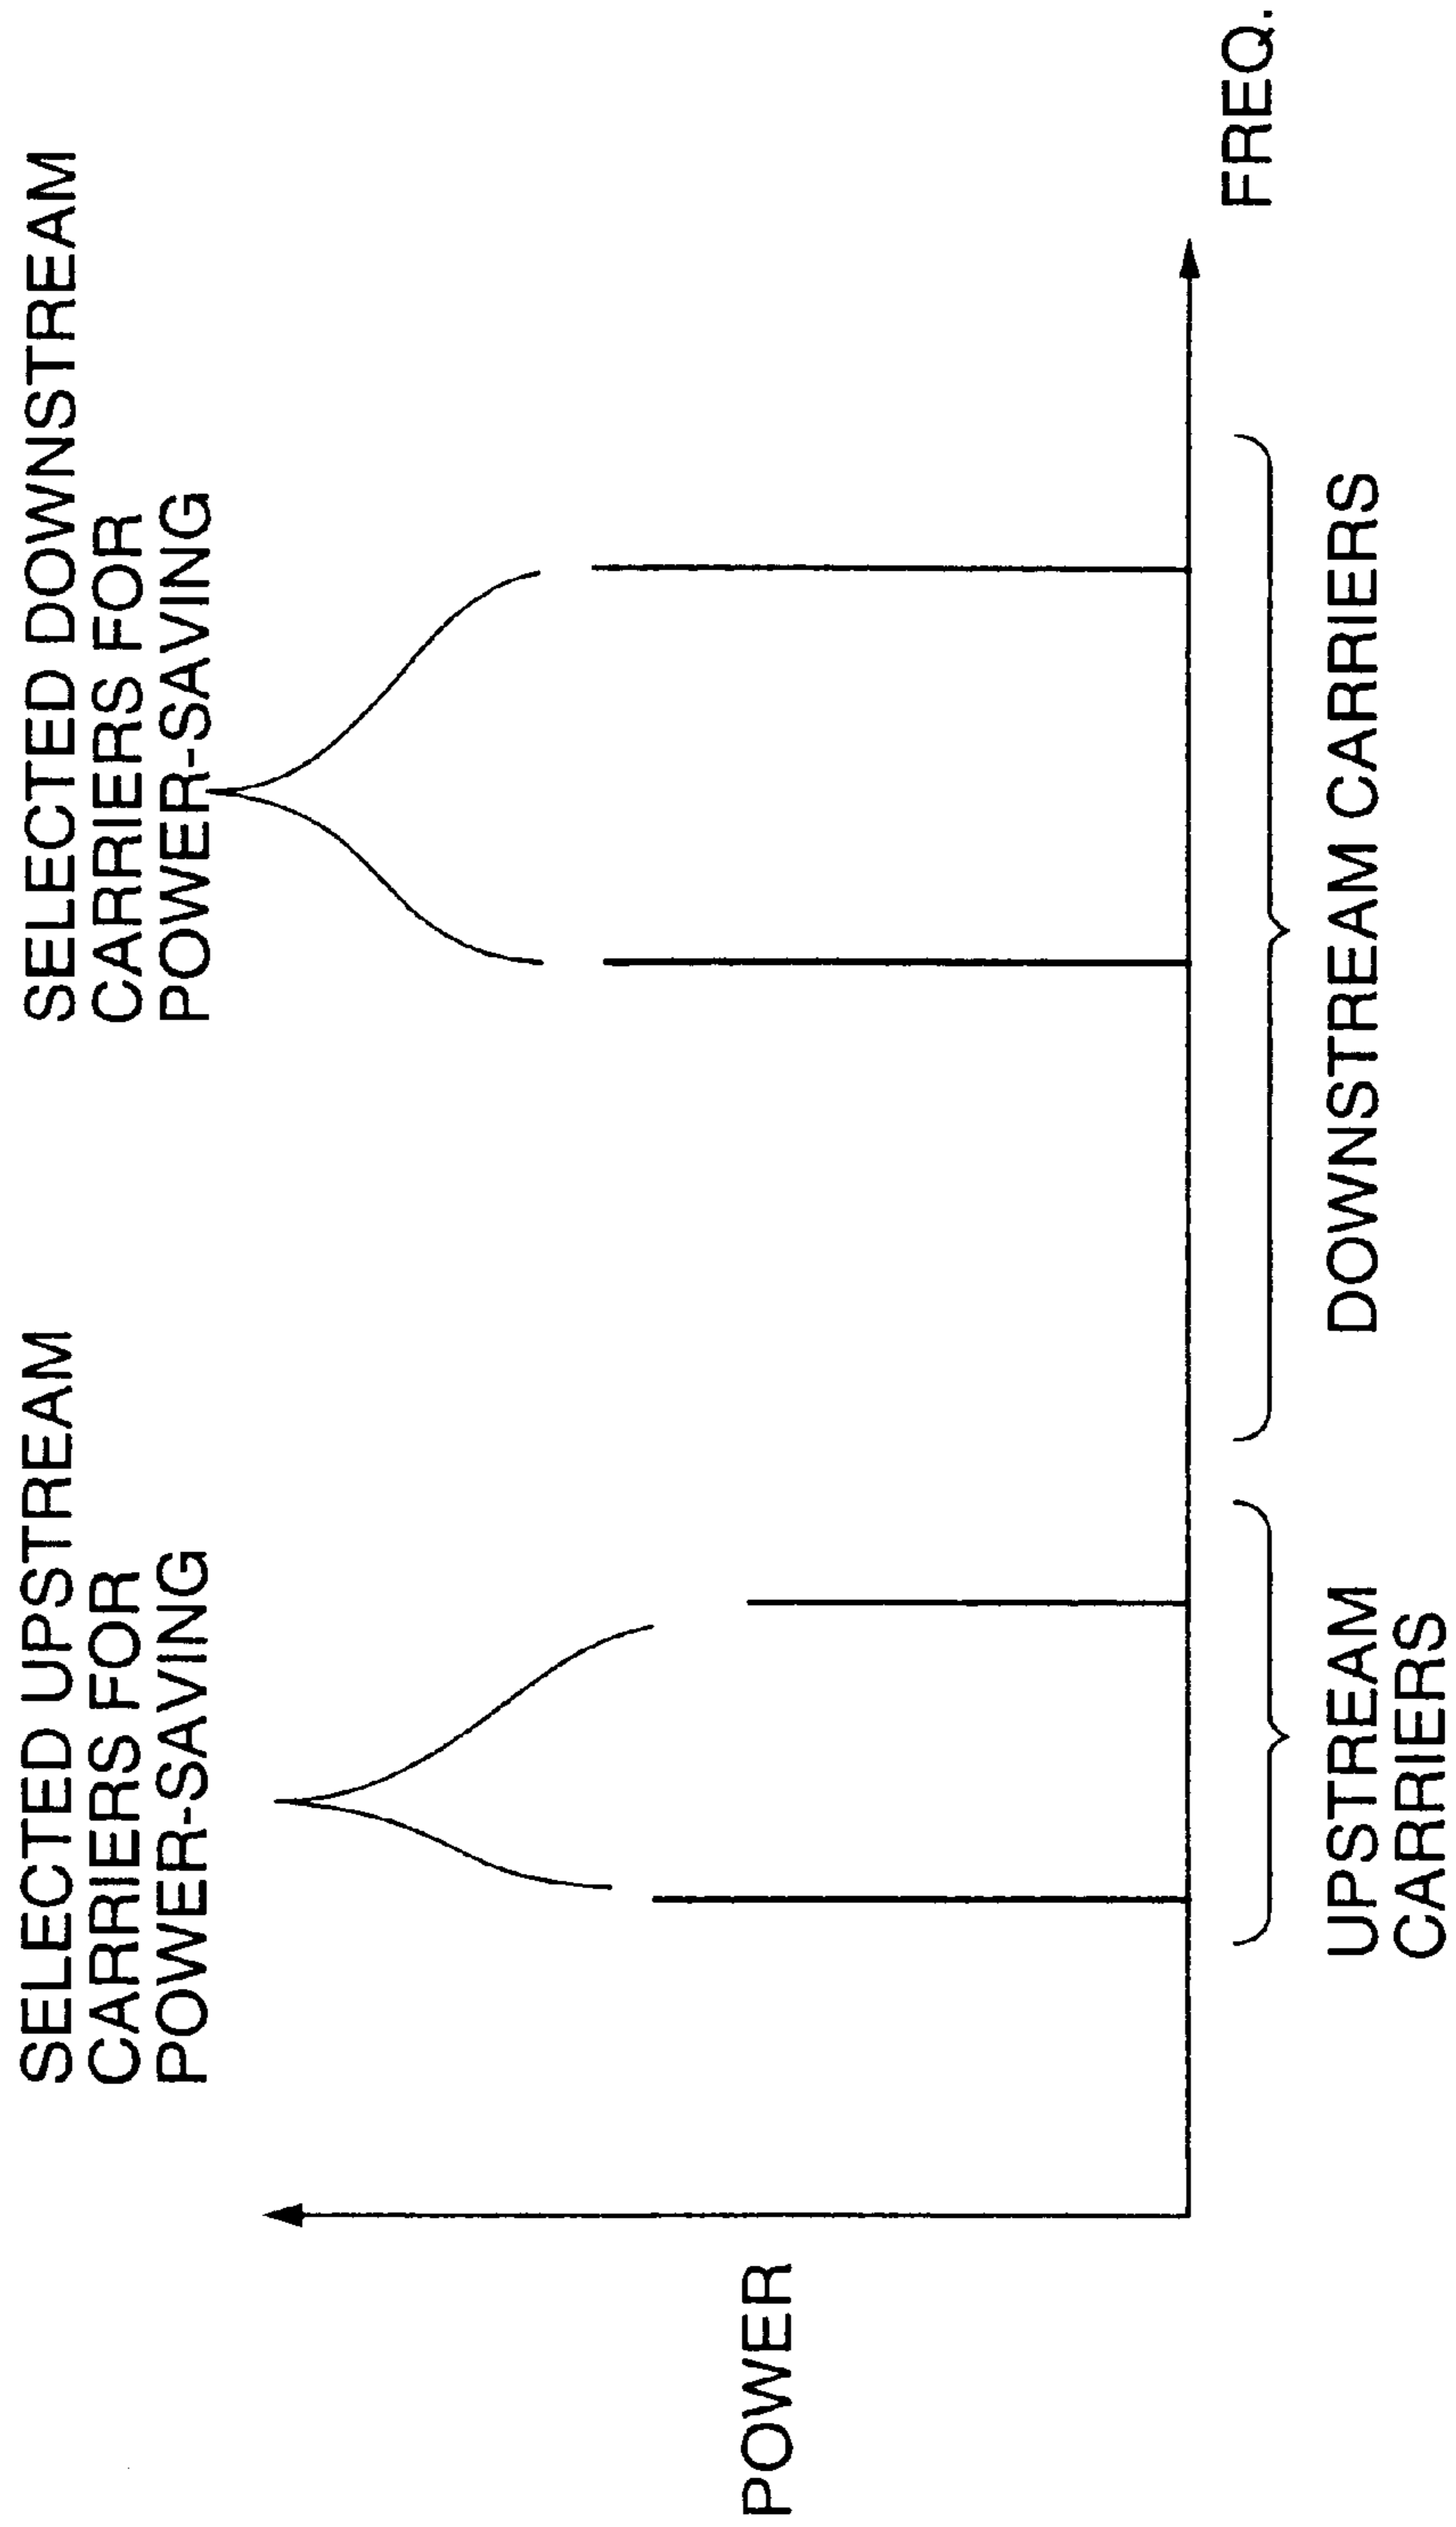 SELECTED UPSTREAM
CARRIERS FOR
POWER-SAVING
SELECTED DOWNSTREAM
CARRIERS FOR
POWER-SAVING
POWER
FREQ.
UPSTREAM
CARRIERS
DOWNSTREAM CARRIERS